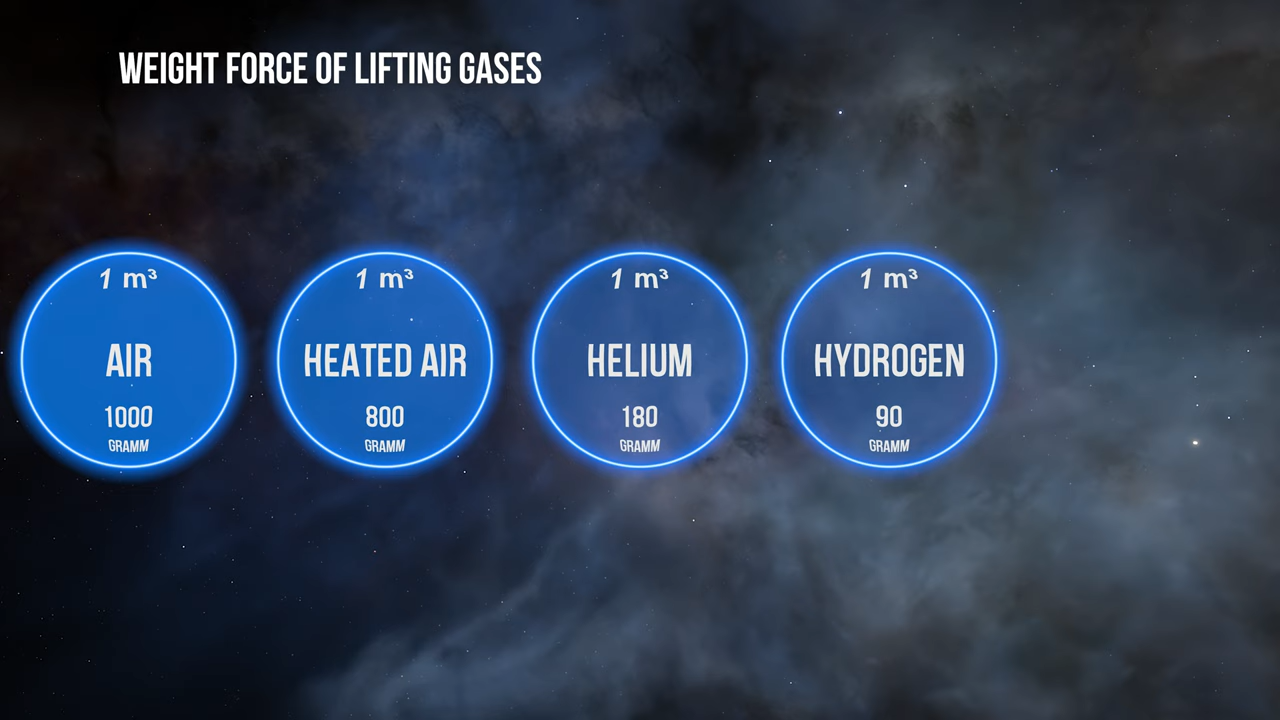 WEIGHT FORCE OF LIFTING GASES
1 m³
AIR
1000
GRAMM
1 m³
HEATED AIR
800
GRAMM
1 m³
HELIUM
180
GRAMM
1 m³
HYDROGEN
90
GRAMM